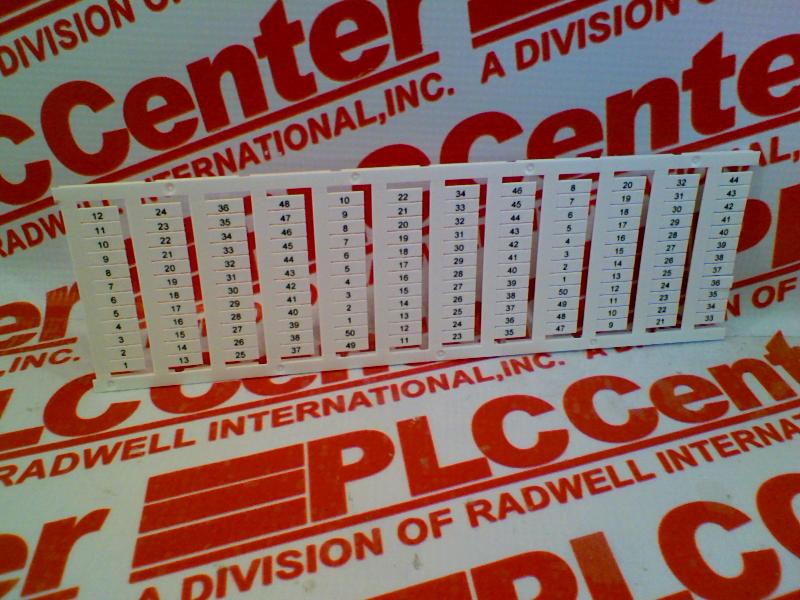 A DIVISION OF RADWELL INTERNATIONAL, INC.
PLCCenter
A DIVISION OF
CCenter
INTERNATIONAL,INC.
A DIVISION OF
Center
12 24 36 48 10 22 34 46 8 20 32 44
11 23 35 47 9 21 33 45 7 19 31 43
10 22 34 46 8 20 32 44 6 18 30 42
9 21 33 45 7 19 31 43 5 17 29 41
8 20 32 44 6 18 30 42 4 16 28 40
7 19 31 43 5 17 29 41 3 15 27 39
6 18 30 42 4 16 28 40 2 14 26 38
5 17 29 41 3 15 27 39 1 13 25 37
4 16 28 40 2 14 26 38 50 12 24 36
3 15 27 39 1 13 25 37 49 11 23 35
2 14 26 38 50 12 24 36 48 10 22 34
1 13 25 37 49 11 23 35 47 9 21 33
RADWELL INTERNATIONAL,INC.
A DIVISION OF
PLCCent
A DIVISION OF RADWELL INTERNATIONAL
PLCC